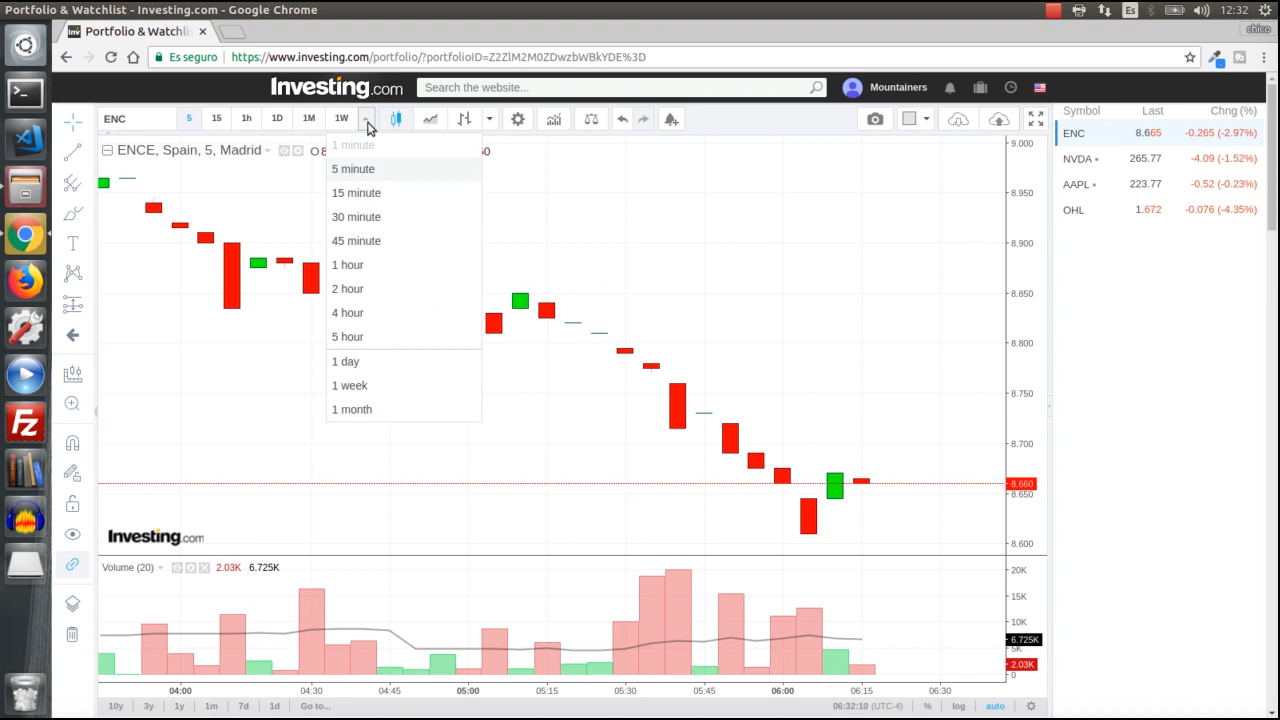 Portfolio & Watchlist - Investing.com - Google Chrome
Es
12:32
Portfolio & Watchli
chico
Es seguro
https://www.investing.com/portfolio/?portfolioID=Z2ZlM2M0ZDwzbWBkYDE%3D
Investing.com
Search the website...
Mountainers
ENC
5
15
1h
1D
1M
1W
Symbol
Last
Chng (%)
ENC
8.665
-0.265 (-2.97%)
NVDA
265.77
-4.09 (-1.52%)
AAPL
223.77
-0.52 (-0.23%)
OHL
1.672
-0.076 (-4.35%)
ENCE, Spain, 5, Madrid
O8
60
1 minute
5 minute
15 minute
30 minute
45 minute
1 hour
2 hour
4 hour
5 hour
1 day
1 week
1 month
9.000
8.950
8.900
8.850
8.800
8.750
8.700
8.660
8.650
8.600
Investing.com
Volume (20)
2.03K
6.725K
20K
15K
10K
6.725K
5K
2.03K
0
04:00
04:30
04:45
05:00
05:15
05:30
05:45
06:00
06:15
06:30
10y
3y
1y
1m
7d
1d
Go to...
06:32:10 (UTC-4)
%
log
auto